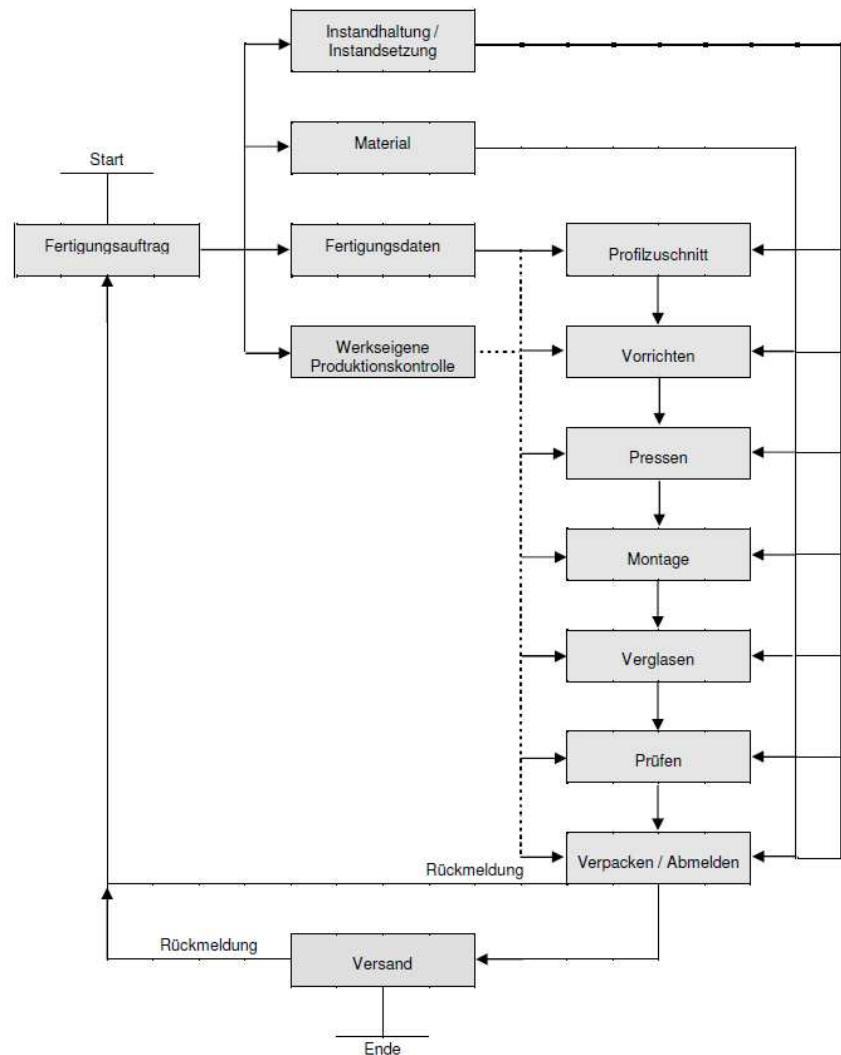 Instandhaltung /
Instandsetzung
Material
Start
Fertigungsauftrag
Fertigungsdaten
Profilzuschnitt
Werkseigene
Produktionskontrolle
Vorrichten
Pressen
Montage
Verglasen
Prüfen
Verpacken / Abmelden
Rückmeldung
Rückmeldung
Versand
Ende